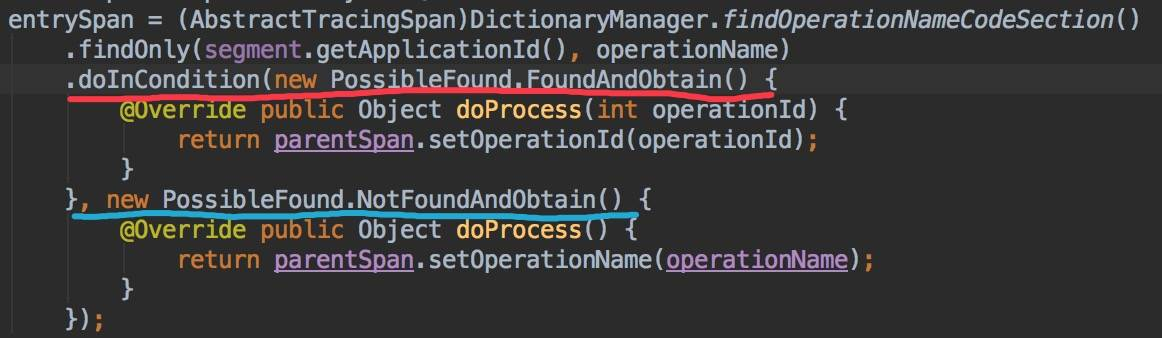 entrySpan = (AbstractTracingSpan)DictionaryManager.findOperationNameCodeSection()
.findOnly(segment.getApplicationId(), operationName)
.doInCondition(new PossibleFound.FoundAndObtain() {
@Override public Object doProcess(int operationId) {
return parentSpan.setOperationId(operationId);
}
}, new PossibleFound.NotFoundAndObtain() {
@Override public Object doProcess() {
return parentSpan.setOperationName(operationName);
}
});